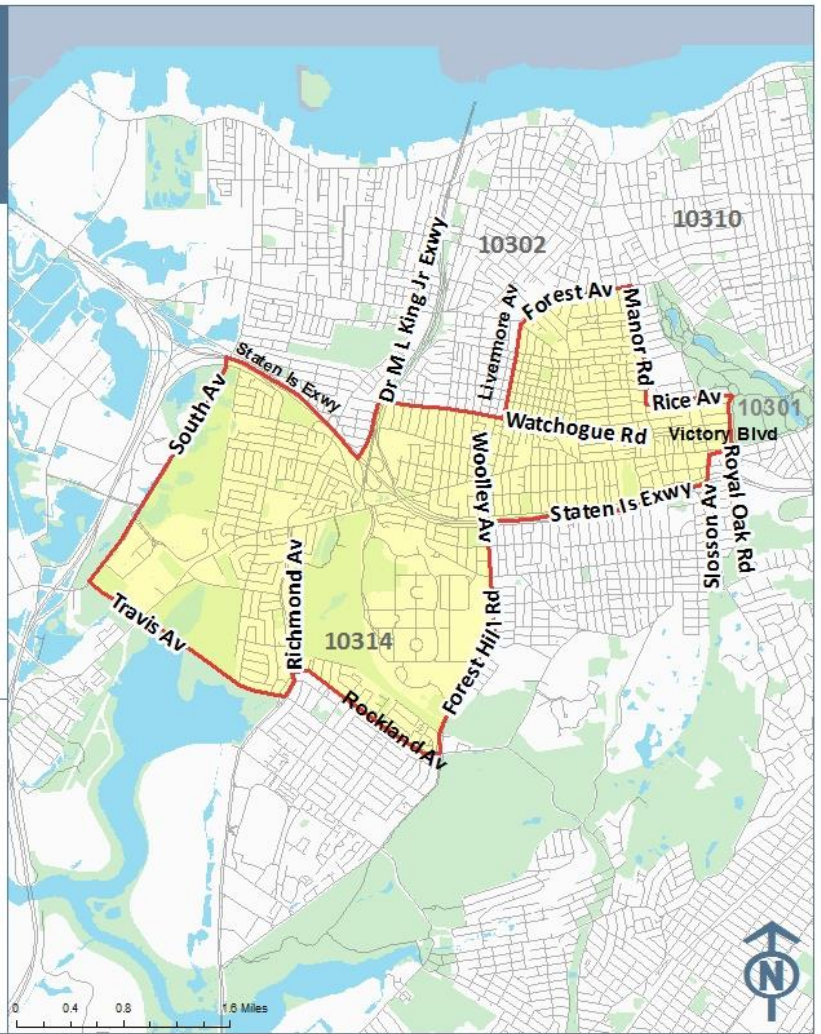 10310
10302
Dr M L King Jr Exwy
Livermore Av
Forest Av
Manor Rd
Staten Is Exwy
South Av
Rice Av
10301
Watchogue Rd
Victory Blvd
Woolley Av
Royal Oak Rd
Staten Is Exwy
Slosson Av
Richmond Av
Travis Av
10314
Forest Hill Rd
Rockland Av
N
0 0.4 0.8 1.6 Miles